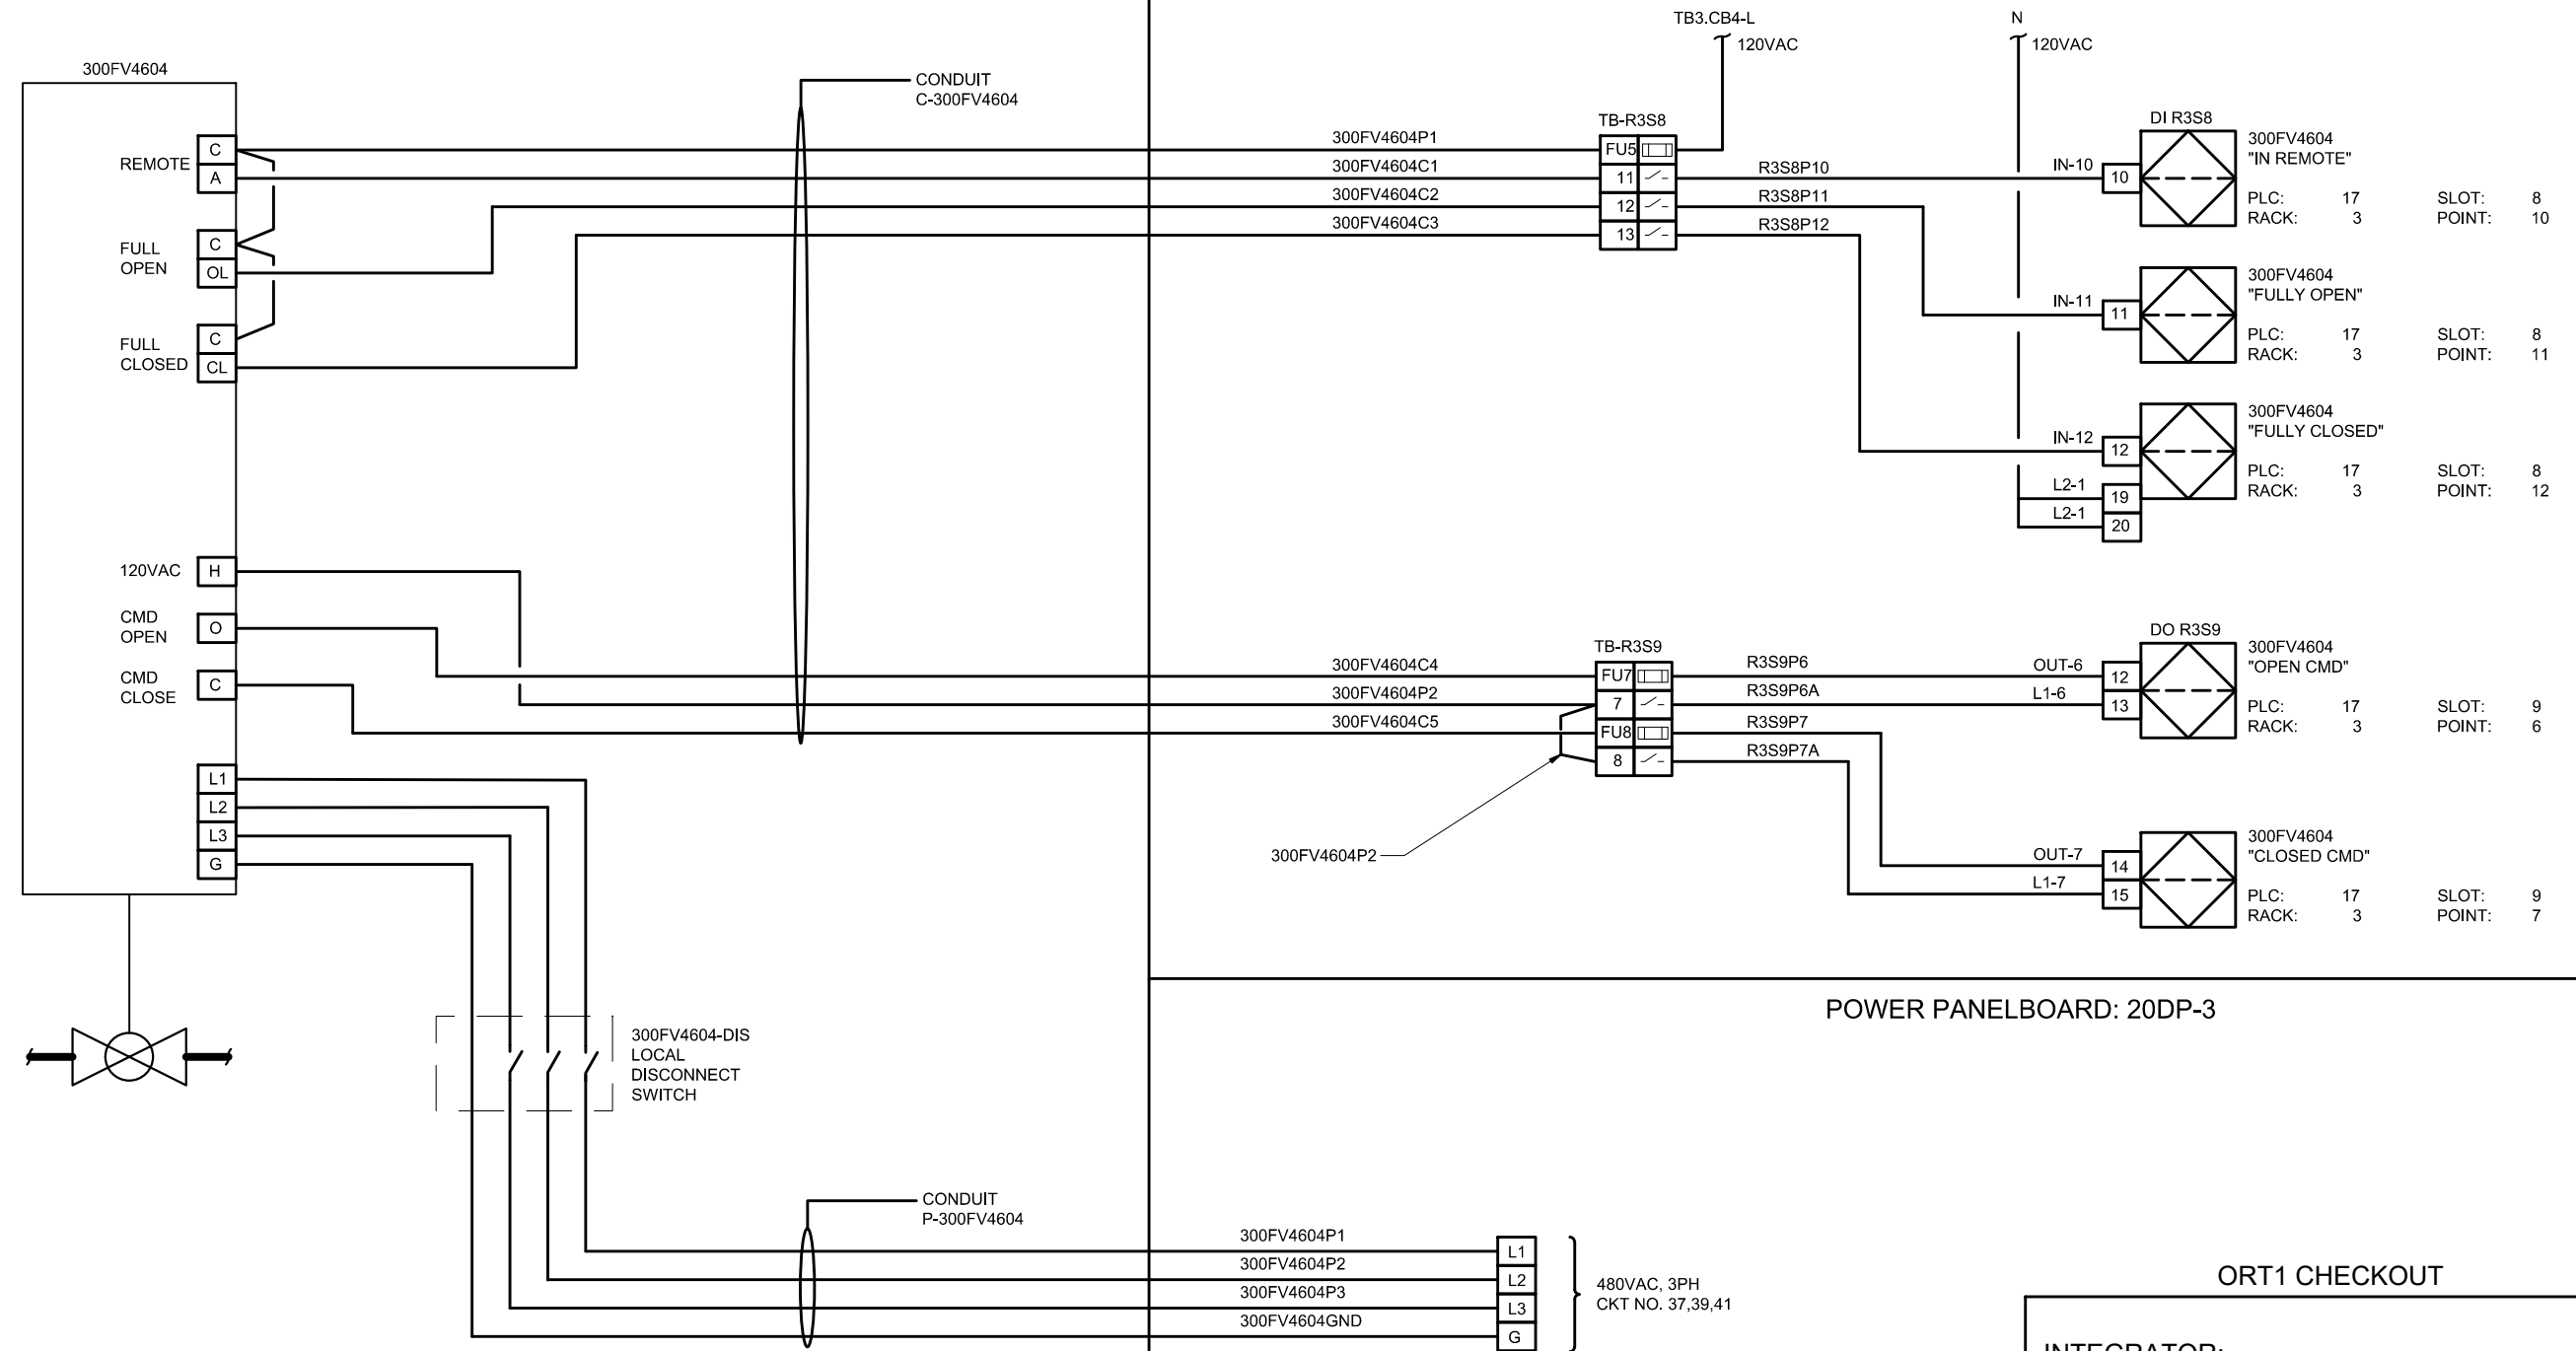 TB3.CB4-L
120VAC
N
120VAC
300FV4604
CONDUIT
C-300FV4604
REMOTE
C
A
FULL
OPEN
C
OL
FULL
CLOSED
C
CL
120VAC
H
CMD
OPEN
O
CMD
CLOSE
C
L1
L2
L3
G
300FV4604P1
300FV4604C1
300FV4604C2
300FV4604C3
TB-R3S8
FU5
11
12
13
R3S8P10
R3S8P11
R3S8P12
DI R3S8
IN-10
10
300FV4604
"IN REMOTE"
PLC: 17 SLOT: 8
RACK: 3 POINT: 10
IN-11
11
300FV4604
"FULLY OPEN"
PLC: 17 SLOT: 8
RACK: 3 POINT: 11
IN-12
12
300FV4604
"FULLY CLOSED"
PLC: 17 SLOT: 8
RACK: 3 POINT: 12
L2-1
19
L2-1
20
300FV4604C4
300FV4604P2
300FV4604C5
TB-R3S9
FU7
7
FU8
8
300FV4604P2
R3S9P6
R3S9P6A
R3S9P7
R3S9P7A
DO R3S9
OUT-6
12
L1-6
13
300FV4604
"OPEN CMD"
PLC: 17 SLOT: 9
RACK: 3 POINT: 6
OUT-7
14
L1-7
15
300FV4604
"CLOSED CMD"
PLC: 17 SLOT: 9
RACK: 3 POINT: 7
POWER PANELBOARD: 20DP-3
300FV4604-DIS
LOCAL
DISCONNECT
SWITCH
CONDUIT
P-300FV4604
300FV4604P1
300FV4604P2
300FV4604P3
300FV4604GND
L1
L2
L3
G
480VAC, 3PH
CKT NO. 37,39,41
ORT1 CHECKOUT
INTEGRATOR: